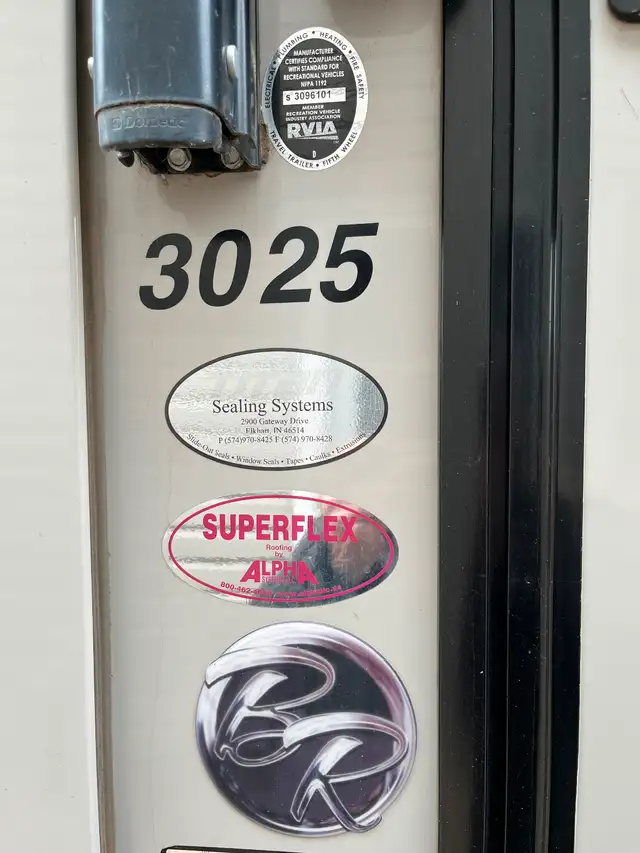 ELECTRICAL • PLUMBING • HEATING • FIRE SAFETY
MANUFACTURER
CERTIFIES COMPLIANCE
WITH STANDARD FOR
RECREATIONAL VEHICLES
NFPA 1192
S 3096101
MEMBER
RECREATION VEHICLE
INDUSTRY ASSOCIATION
RVIA
D
TRAVEL TRAILER • FIFTH WHEEL
Dometic
3025
Sealing Systems
2900 Gateway Drive
Elkhart, IN 46514
P (574)970-8425 F (574) 970-8428
Slide-Out Seals • Window Seals • Tapes • Caulks • Extrusions
SUPERFLEX
Roofing
by
ALPHA
SYSTEMS
BR